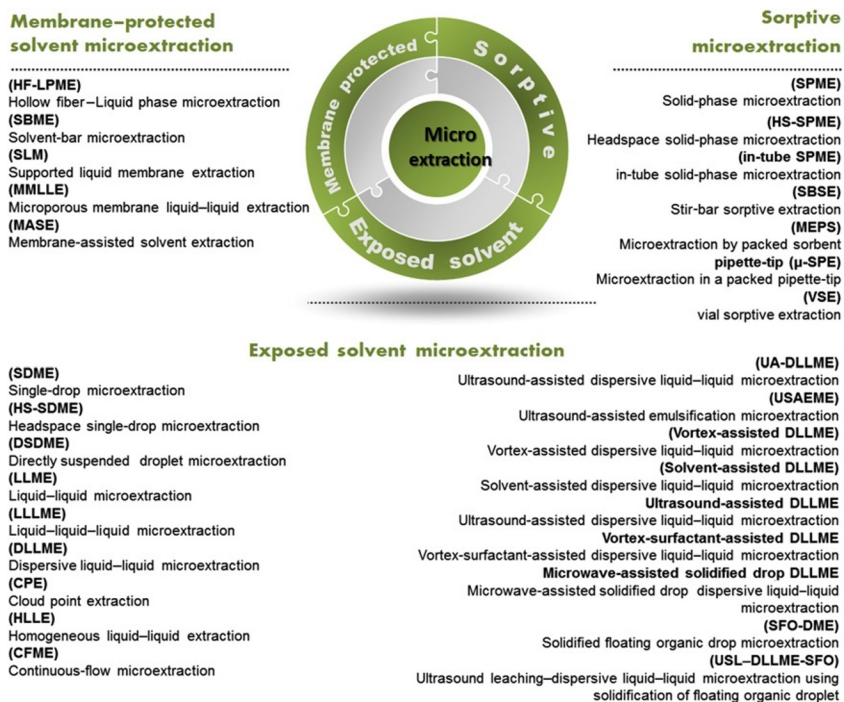 Membrane–protected
solvent microextraction
(HF-LPME)
Hollow fiber–Liquid phase microextraction
(SBME)
Solvent-bar microextraction
(SLM)
Supported liquid membrane extraction
(MMLLE)
Microporous membrane liquid–liquid extraction
(MASE)
Membrane-assisted solvent extraction
Membrane protected
Sorptive
Exposed solvent
Micro
extraction
Sorptive
microextraction
(SPME)
Solid-phase microextraction
(HS-SPME)
Headspace solid-phase microextraction
(in-tube SPME)
in-tube solid-phase microextraction
(SBSE)
Stir-bar sorptive extraction
(MEPS)
Microextraction by packed sorbent
pipette-tip (μ-SPE)
Microextraction in a packed pipette-tip
(VSE)
vial sorptive extraction
Exposed solvent microextraction
(SDME)
Single-drop microextraction
(HS-SDME)
Headspace single-drop microextraction
(DSDME)
Directly suspended droplet microextraction
(LLME)
Liquid–liquid microextraction
(LLLME)
Liquid–liquid–liquid microextraction
(DLLME)
Dispersive liquid–liquid microextraction
(CPE)
Cloud point extraction
(HLLE)
Homogeneous liquid–liquid extraction
(CFME)
Continuous-flow microextraction
(UA-DLLME)
Ultrasound-assisted dispersive liquid–liquid microextraction
(USAEME)
Ultrasound-assisted emulsification microextraction
(Vortex-assisted DLLME)
Vortex-assisted dispersive liquid–liquid microextraction
(Solvent-assisted DLLME)
Solvent-assisted dispersive liquid–liquid microextraction
Ultrasound-assisted DLLME
Ultrasound-assisted dispersive liquid–liquid microextraction
Vortex-surfactant-assisted DLLME
Vortex-surfactant-assisted dispersive liquid–liquid microextraction
Microwave-assisted solidified drop DLLME
Microwave-assisted solidified drop dispersive liquid–liquid
microextraction
(SFO-DME)
Solidified floating organic drop microextraction
(USL–DLLME-SFO)
Ultrasound leaching–dispersive liquid–liquid microextraction using
solidification of floating organic droplet